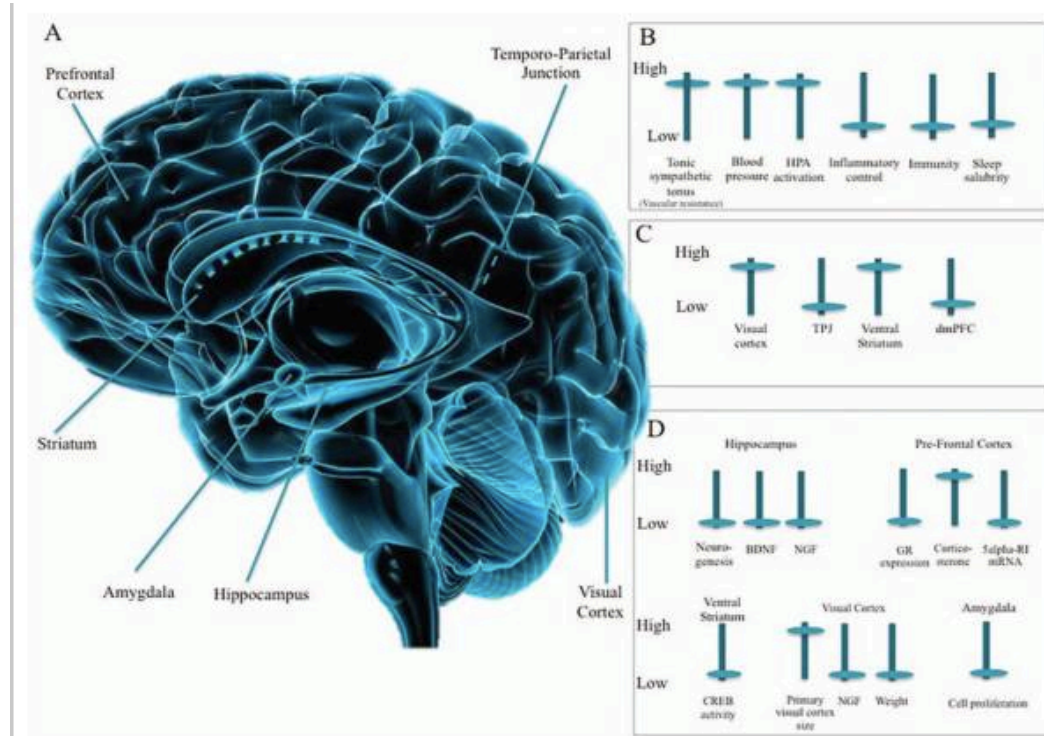 A
Prefrontal
Cortex
Temporo-Parietal
Junction
Striatum
Amygdala
Hippocampus
Visual
Cortex
B
High
Low
Tonic
sympathetic
tonus
(Vascular resistance)
Blood
pressure
HPA
activation
Inflammatory
control
Immunity
Sleep
salubrity
C
High
Low
Visual
cortex
TPJ
Ventral
Striatum
dmPFC
D
Hippocampus
High
Low
Neuro-
genesis
BDNF
NGF
Pre-Frontal Cortex
GR
expression
Cortico-
sterone
5alpha-RI
mRNA
Ventral
Striatum
High
Low
CREB
activity
Visual Cortex
Primary
visual cortex
size
NGF
Weight
Amygdala
Cell proliferation